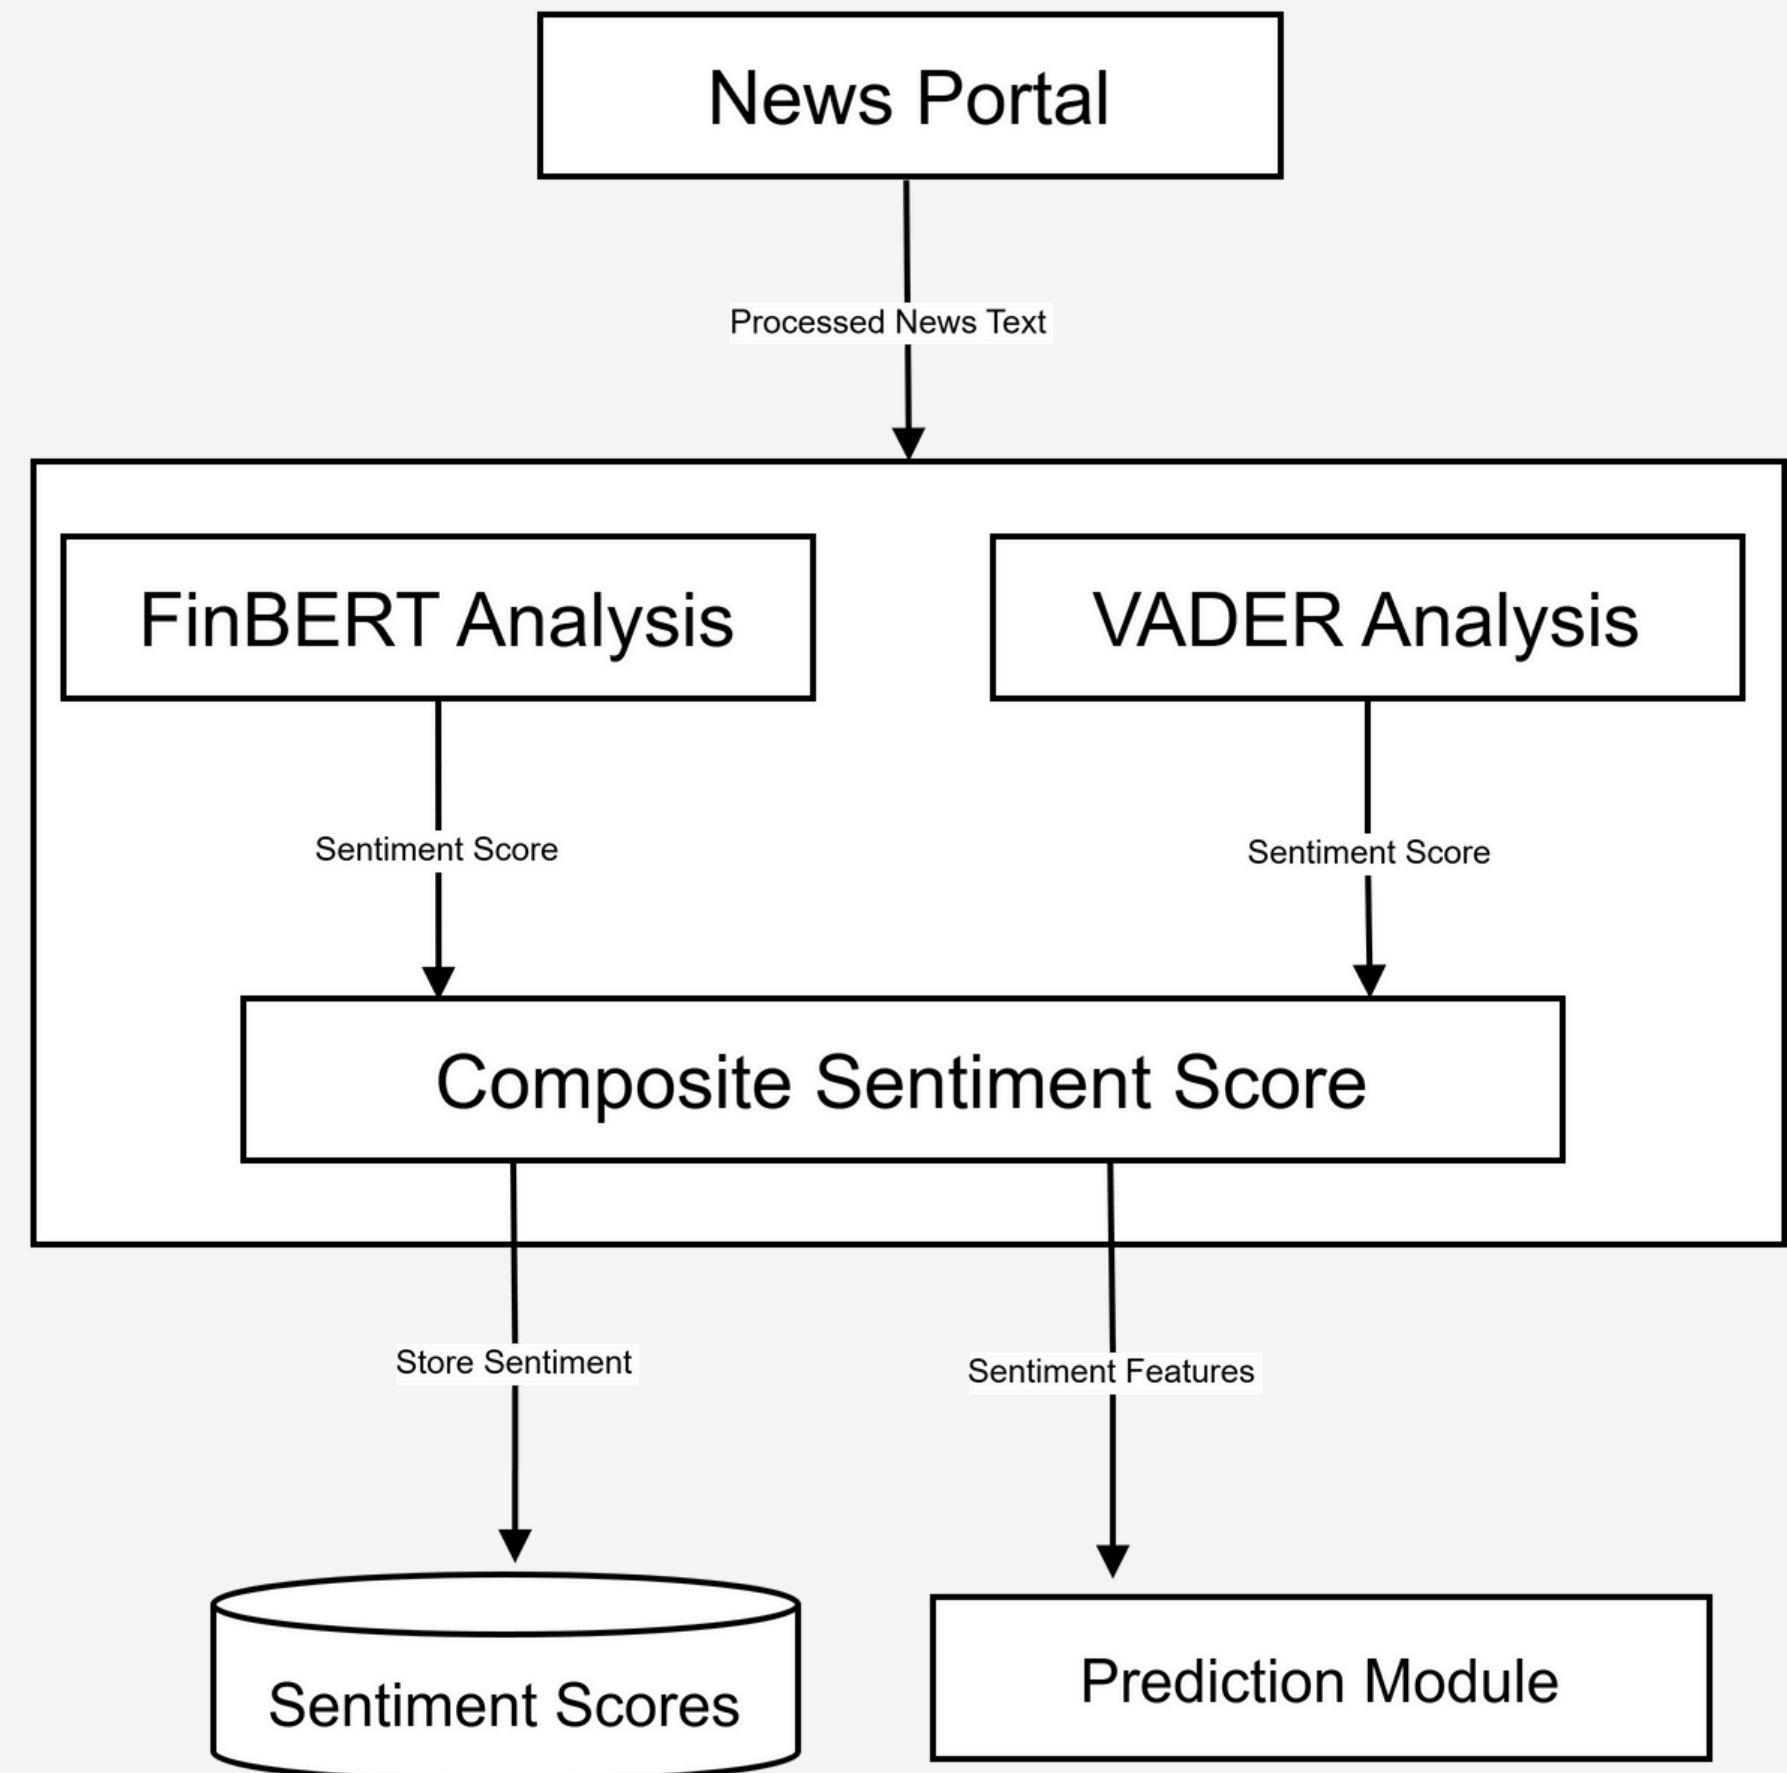 News Portal
Processed News Text
FinBERT Analysis
VADER Analysis
Sentiment Score
Sentiment Score
Composite Sentiment Score
Store Sentiment
Sentiment Features
Sentiment Scores
Prediction Module